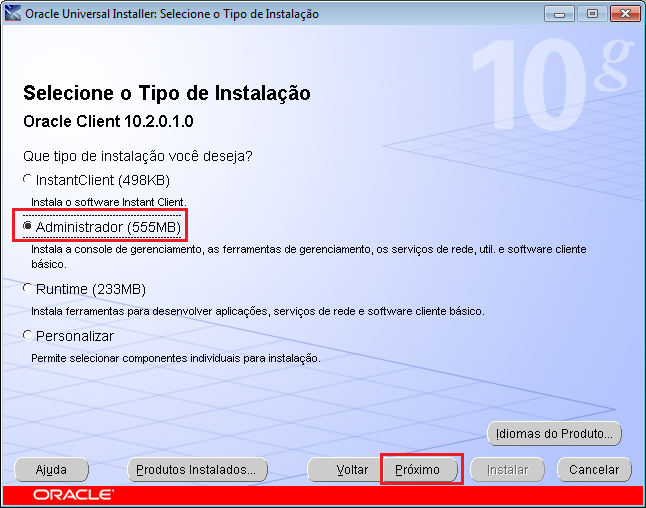 Oracle Universal Installer: Selecione o Tipo de Instalação
10g
Selecione o Tipo de Instalação
Oracle Client 10.2.0.1.0
Que tipo de instalação você deseja?
InstantClient (498KB)
Instala o software Instant Client.
Administrador (555MB)
Instala a console de gerenciamento, as ferramentas de gerenciamento, os serviços de rede, util. e software cliente
básico.
Runtime (233MB)
Instala ferramentas para desenvolver aplicações, serviços de rede e software cliente básico.
Personalizar
Permite selecionar componentes individuais para instalação.
Idiomas do Produto...
Ajuda Produtos Instalados... Voltar Próximo Instalar Cancelar
ORACLE